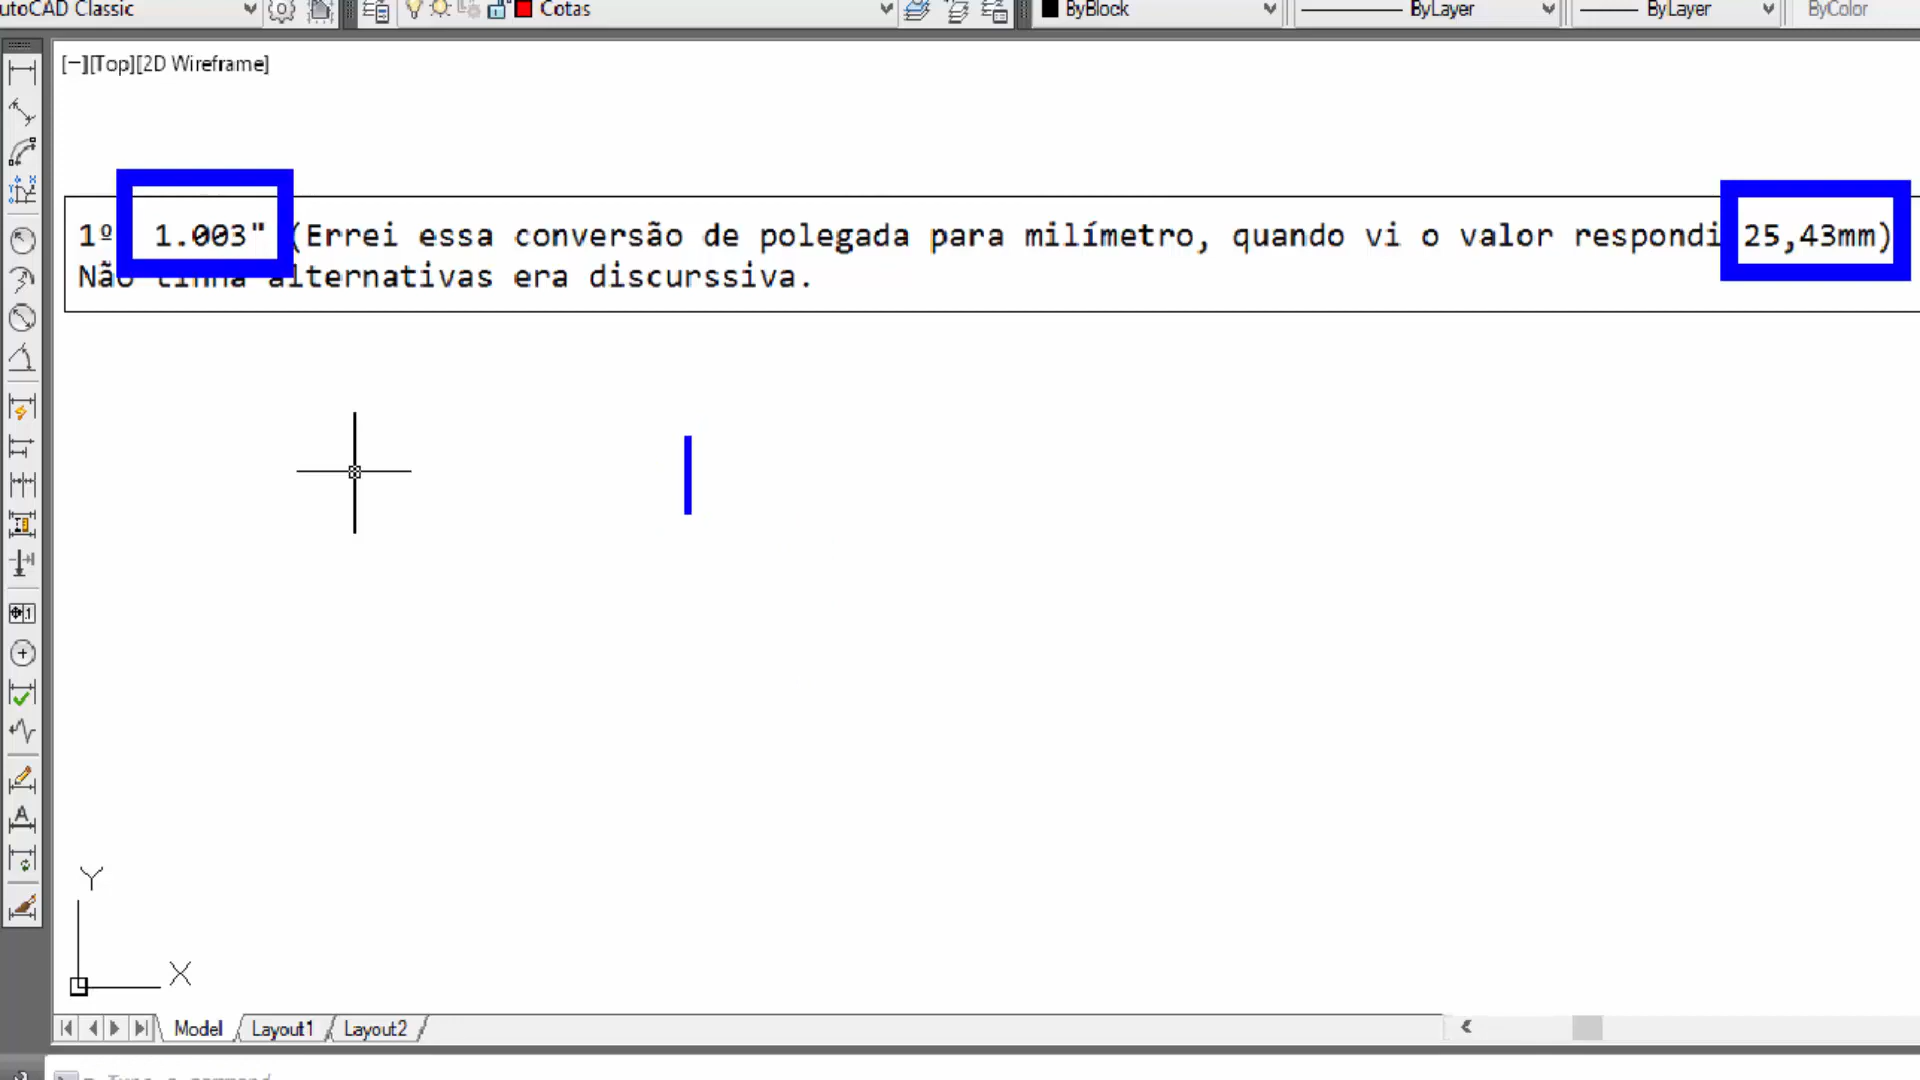 utoCAD Classic
Cotas
ByBlock
ByLayer
ByLayer
ByColor
[−][Top][2D Wireframe]
1º 1.003" (Errei essa conversão de polegada para milímetro, quando vi o valor respondi 25,43mm)
Não tinha alternativas era discurssiva.
Y
X
Model
Layout1
Layout2